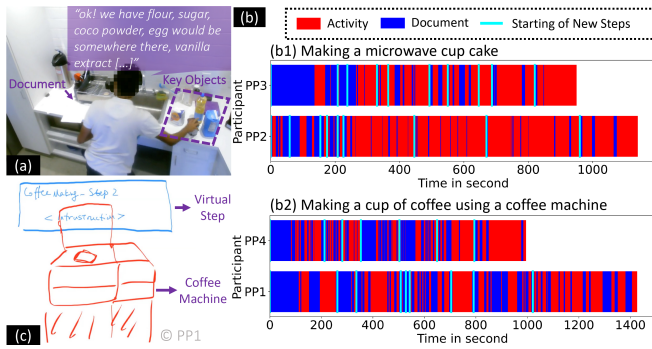 “ok! we have flour, sugar,
coco powder, egg would be
somewhere there, vanilla
extract [...]”
Document
Key Objects
(a)
(b)
Activity
Document
Starting of New Steps
(b1) Making a microwave cup cake
Participant
PP3
PP2
0
200
400
600
800
1000
Time in second
(b2) Making a cup of coffee using a coffee machine
Participant
PP4
PP1
0
200
400
600
800
1000
1200
1400
Time in second
Coffee Making - Step 2
< instruction >
Virtual
Step
Coffee
Machine
(c)
© PP1